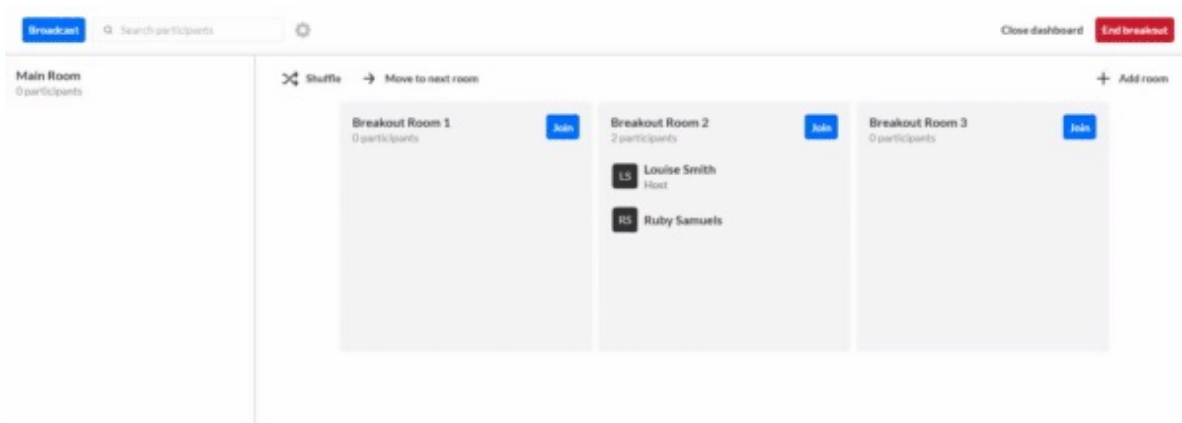 Broadcast
Search participants
Close dashboard
End breakout
Main Room
0 participants
Shuffle
Move to next room
Add room
Breakout Room 1
0 participants
Join
Breakout Room 2
2 participants
Join
LS
Louise Smith
Host
RS
Ruby Samuels
Breakout Room 3
0 participants
Join